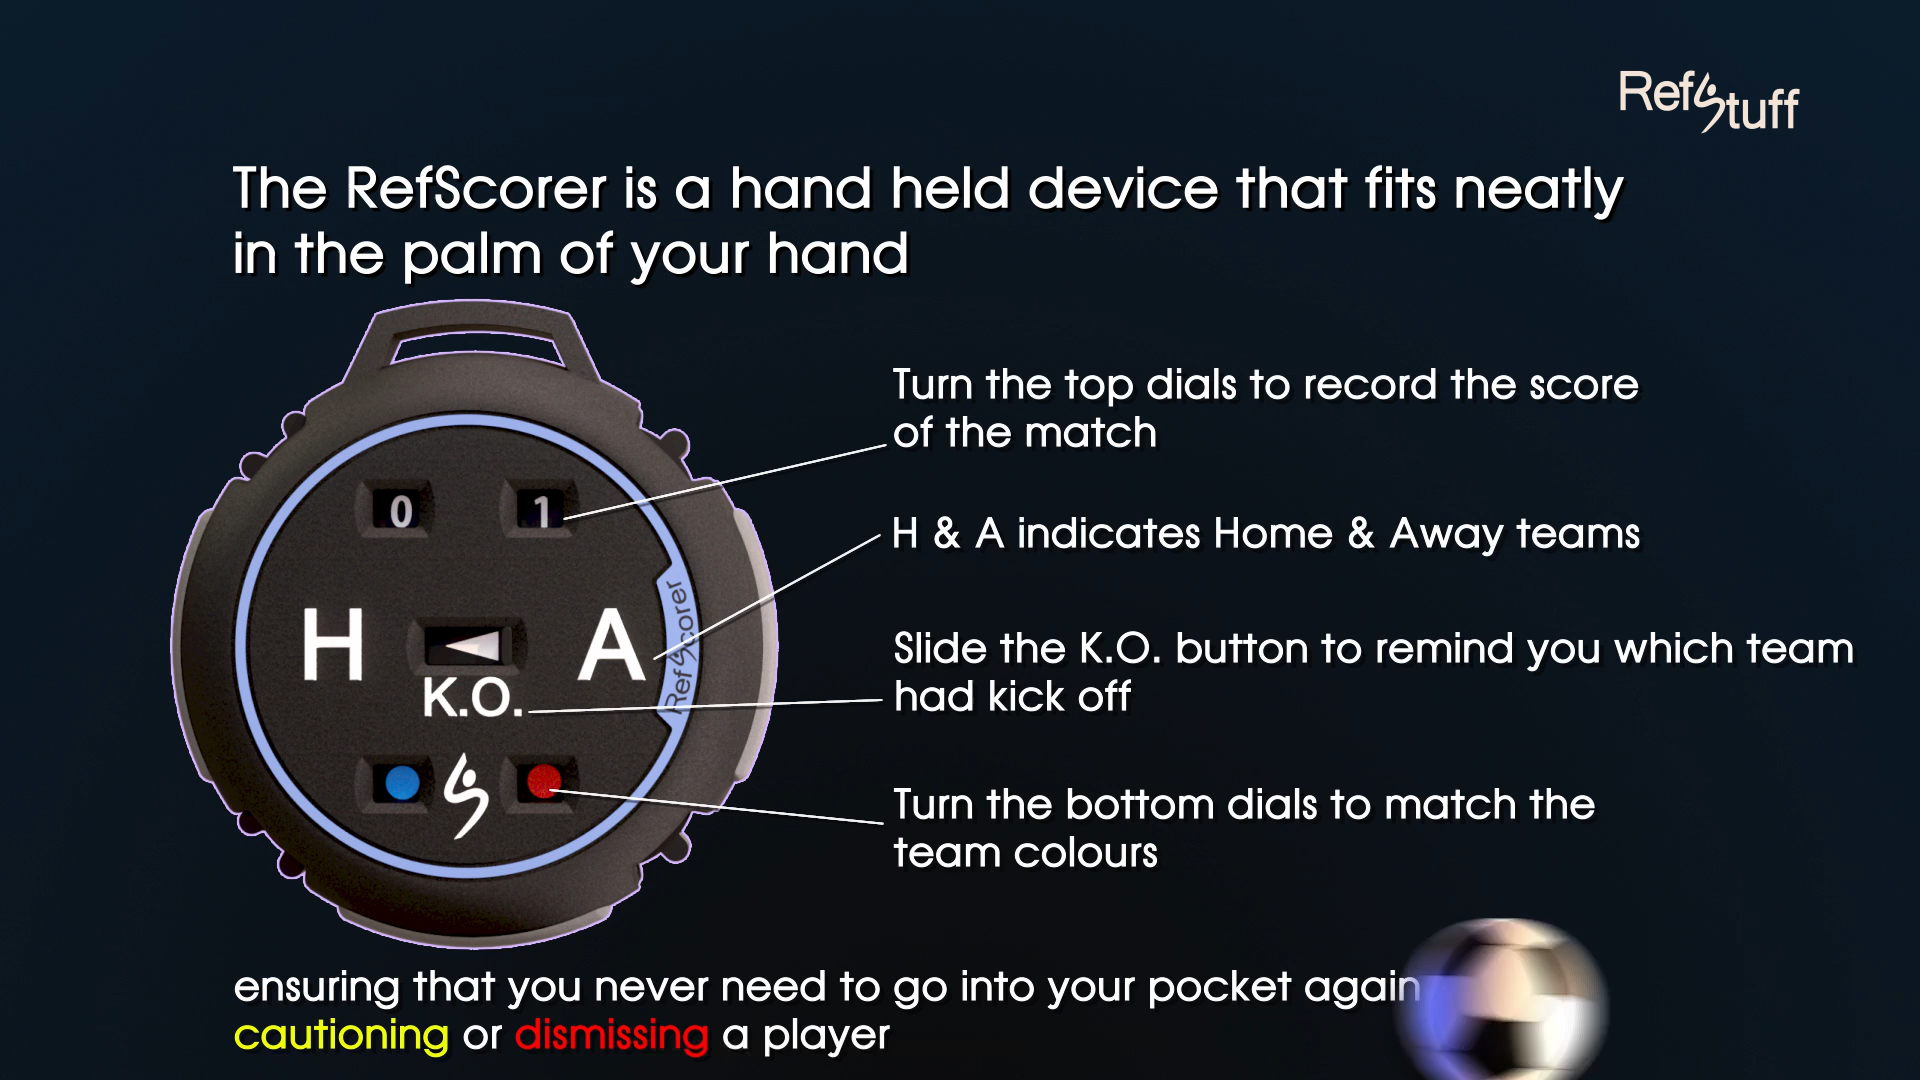 RefStuff
The RefScorer is a hand held device that fits neatly
in the palm of your hand
Turn the top dials to record the score
of the match
0 1
H & A indicates Home & Away teams
H A
RefScorer
K.O.
Slide the K.O. button to remind you which team
had kick off
Turn the bottom dials to match the
team colours
ensuring that you never need to go into your pocket again
cautioning or dismissing a player